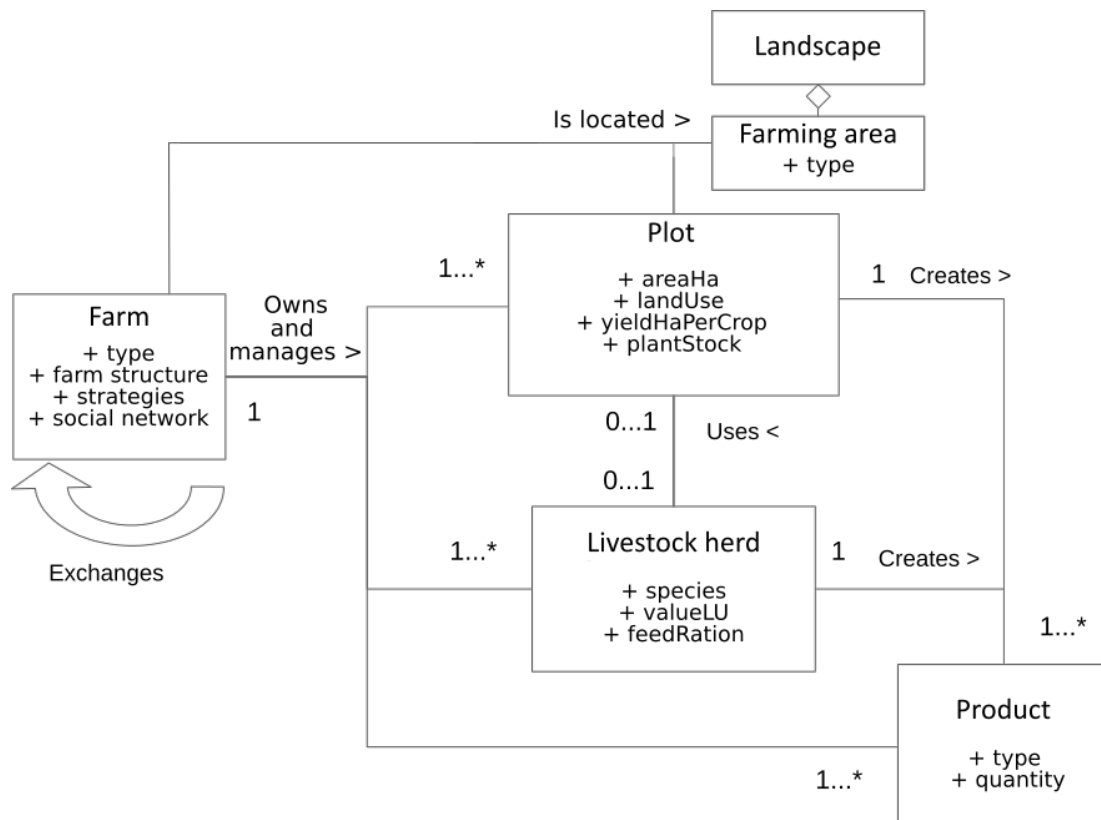 Landscape
Is located >
Farming area
+ type
Plot
+ areaHa
+ landUse
+ yieldHaPerCrop
+ plantStock
1...*
1
Creates >
Farm
+ type
+ farm structure
+ strategies
+ social network
Owns
and
manages >
1
0...1
Uses <
0...1
Exchanges
1...*
Livestock herd
+ species
+ valueLU
+ feedRation
1
Creates >
1...*
Product
+ type
+ quantity
1...*